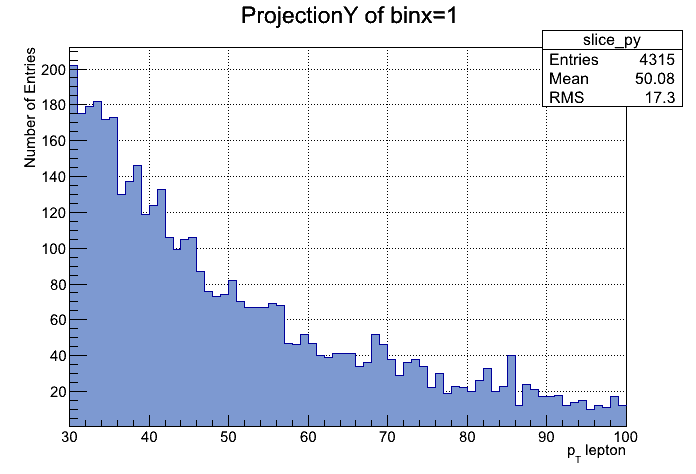 ProjectionY of binx=1
slice_py
Entries 4315
Mean 50.08
RMS 17.3
Number of Entries
200
180
160
140
120
100
80
60
40
20
30 40 50 60 70 80 90 100
p_T lepton